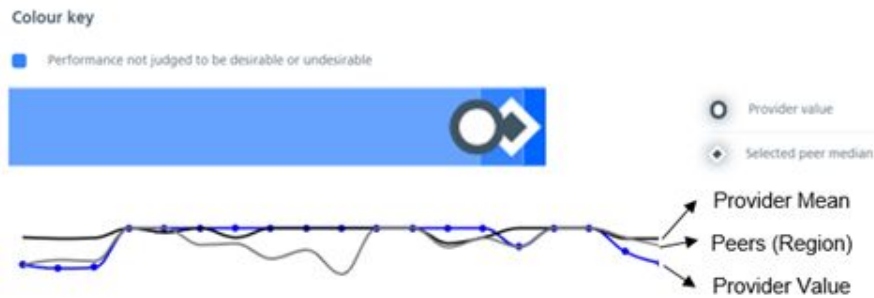 Colour key
Performance not judged to be desirable or undesirable
Provider value
Selected peer median
Provider Mean
Peers (Region)
Provider Value